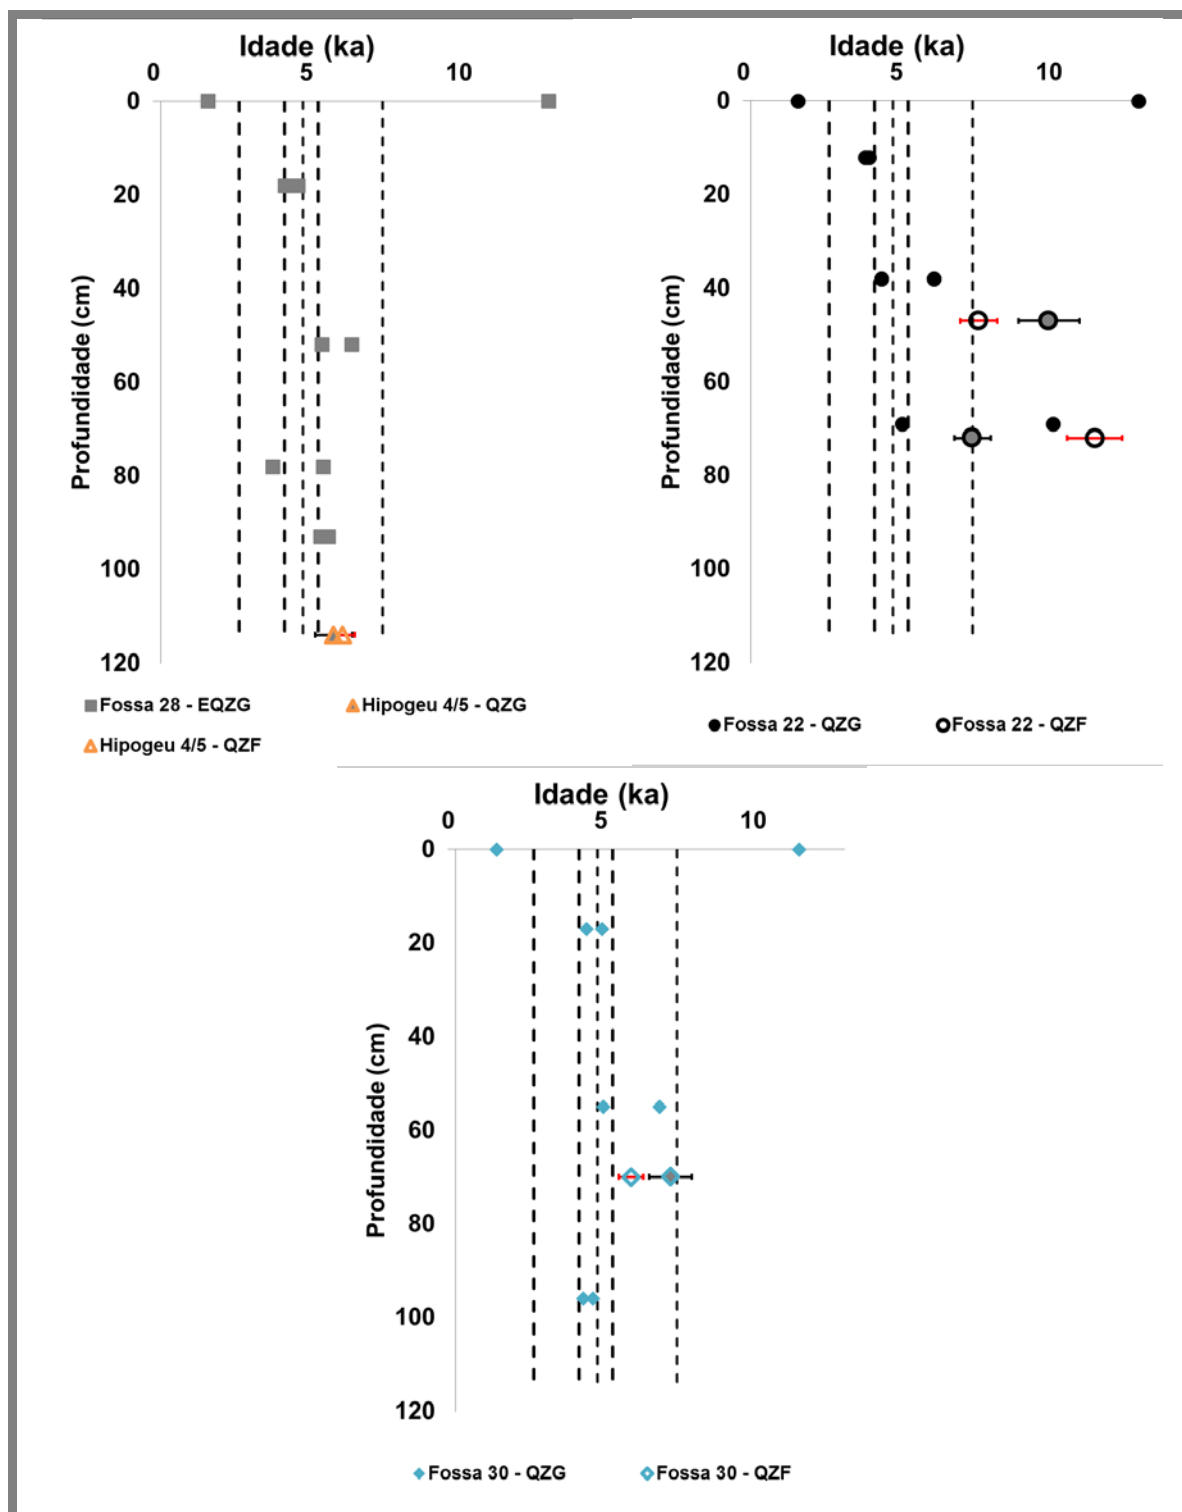 Idade (ka)
0 5 10
0
20
40
60
80
100
120
Profundidade (cm)
Fossa 28 - EQZG
Hipogeu 4/5 - QZG
Hipogeu 4/5 - QZF
Idade (ka)
0 5 10
0
20
40
60
80
100
120
Profundidade (cm)
Fossa 22 - QZG
Fossa 22 - QZF
Idade (ka)
0 5 10
0
20
40
60
80
100
120
Profundidade (cm)
Fossa 30 - QZG
Fossa 30 - QZF